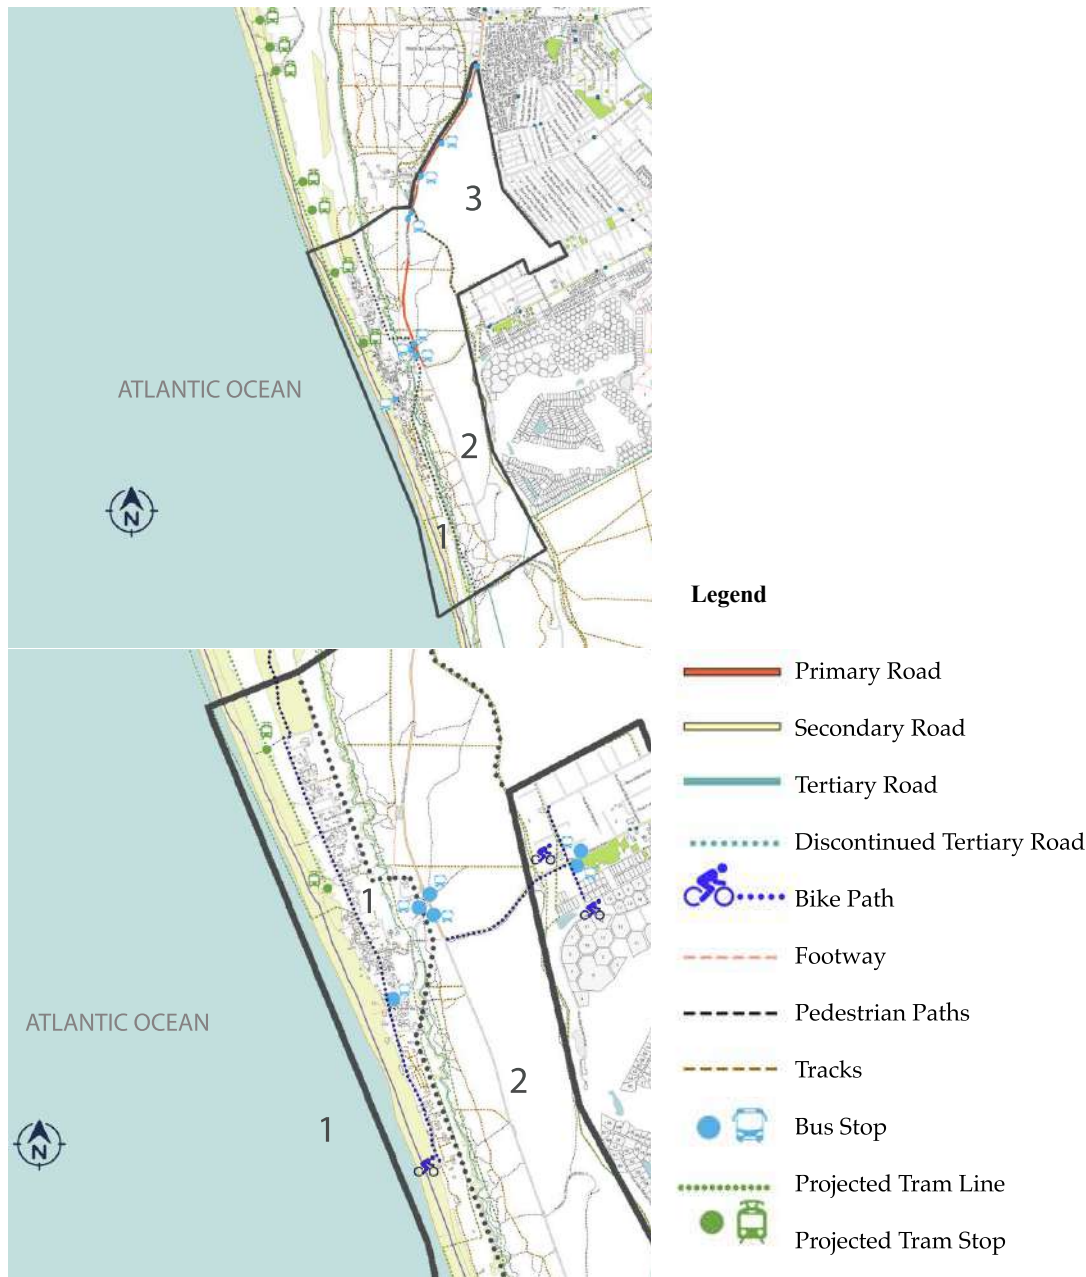 3
ATLANTIC OCEAN
2
N
1
Legend
Primary Road
Secondary Road
Tertiary Road
Discontinued Tertiary Road
Bike Path
Footway
Pedestrian Paths
Tracks
Bus Stop
Projected Tram Line
Projected Tram Stop
1
ATLANTIC OCEAN
2
1
N